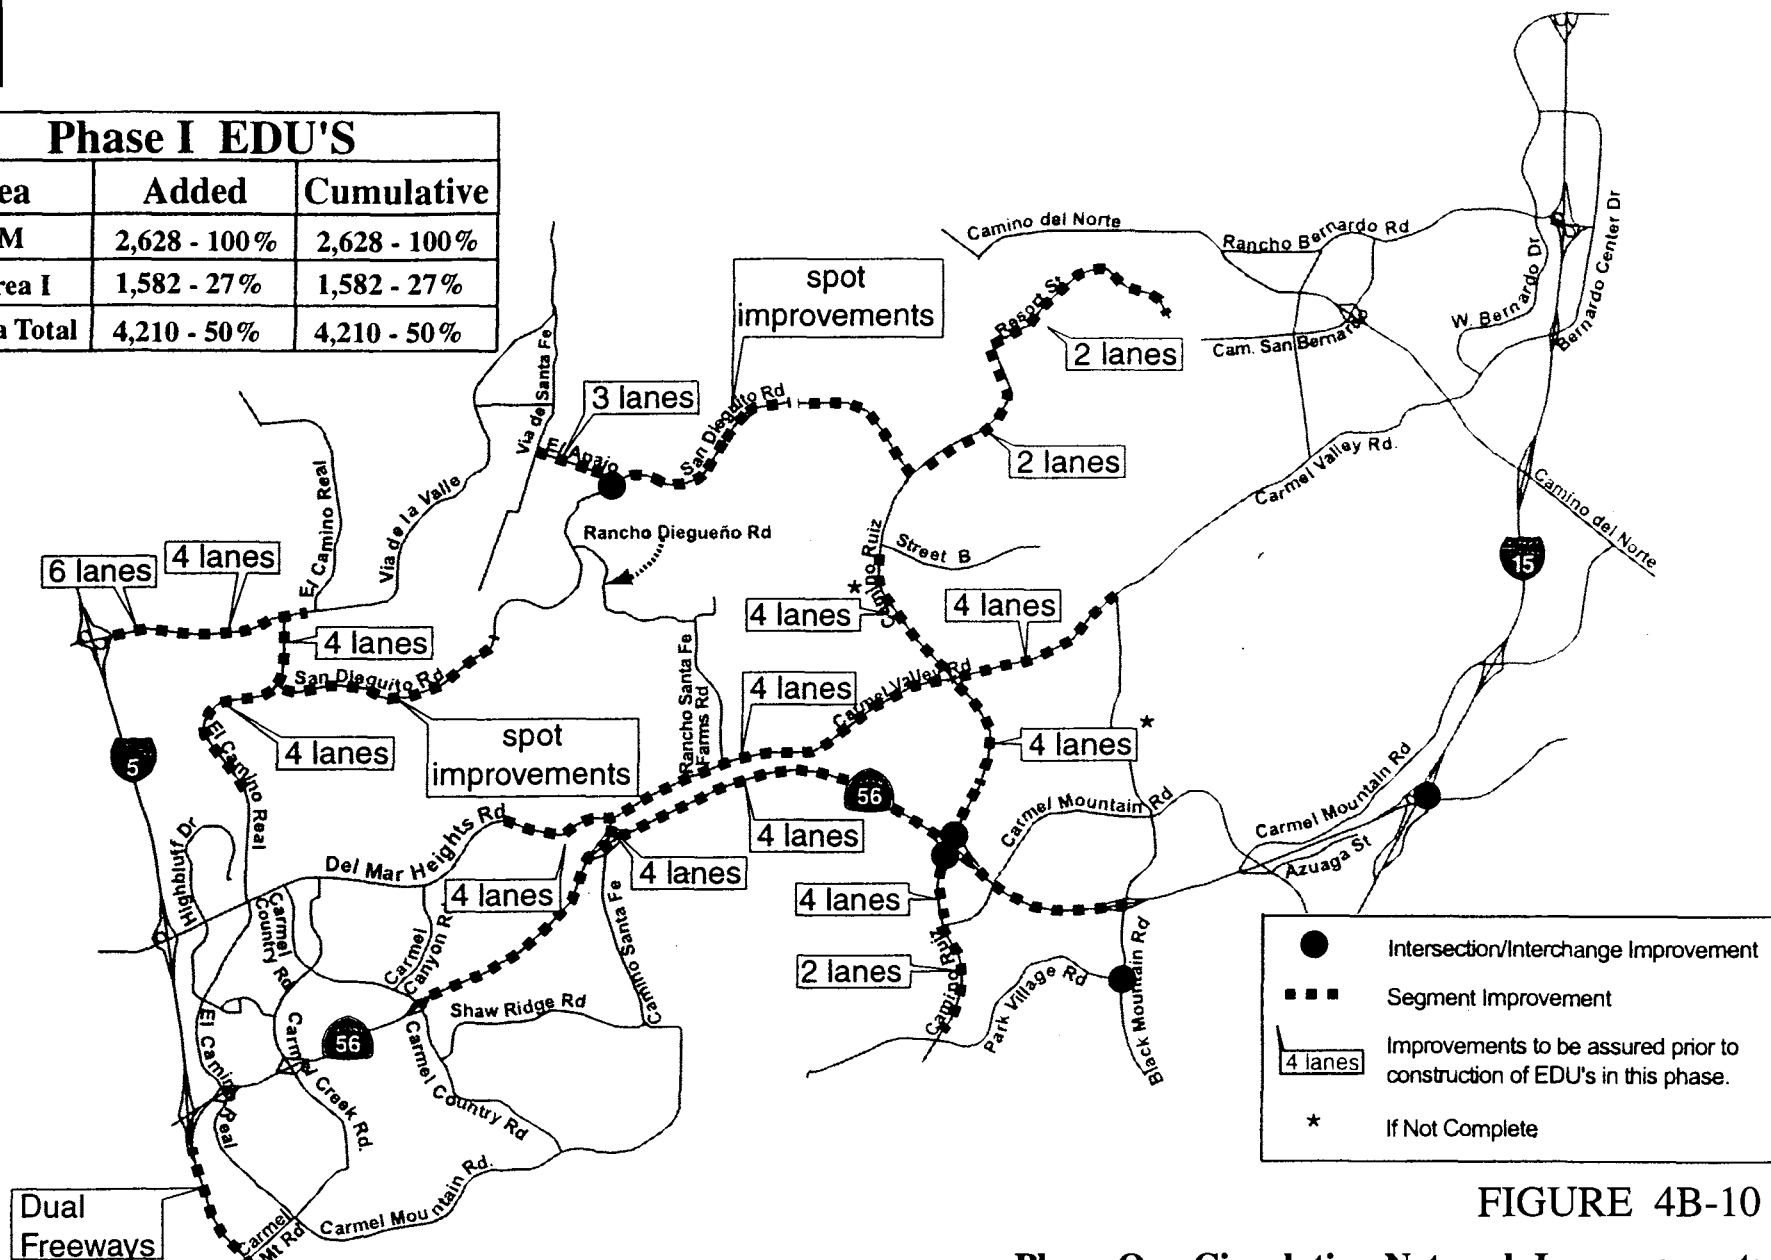 Phase I EDU'S
ea Added Cumulative
M 2,628 - 100% 2,628 - 100%
rea I 1,582 - 27% 1,582 - 27%
a Total 4,210 - 50% 4,210 - 50%
Camino del Norte
Rancho Bernardo Rd
W. Bernardo Dr
Bernardo Center Dr
Resort St
2 lanes
Cam. San Bernardo
spot
improvements
3 lanes
Via de Santa Fe
El Apajo
San Dieguito Rd
2 lanes
Carmel Valley Rd.
Camino del Norte
15
El Camino Real
Via de la Valle
Rancho Diegueño Rd
Camino Ruiz
Street B
6 lanes
4 lanes
*
4 lanes
4 lanes
4 lanes
San Dieguito Rd
Rancho Santa Fe
Farms Rd
4 lanes
Carmel Valley Rd
*
4 lanes
4 lanes
spot
improvements
5
El Camino Real
56
Carmel Mountain Rd
Carmel Mountain Rd
Azuaga St
Highbluff Dr
Del Mar Heights Rd
4 lanes
4 lanes
4 lanes
4 lanes
2 lanes
Carmel
Country Rd
Carmel
Canyon R
Camino Santa Fe
Camino Ruiz
Camino
Park Village Rd
Black Mountain Rd
Shaw Ridge Rd
56
El Camino Real
Carmel Creek Rd.
Carmel Country Rd
Carmel Mountain Rd.
Carmel
Mt Rd
Dual
Freeways
Intersection/Interchange Improvement
Segment Improvement
4 lanes
Improvements to be assured prior to
construction of EDU's in this phase.
* If Not Complete
FIGURE 4B-10